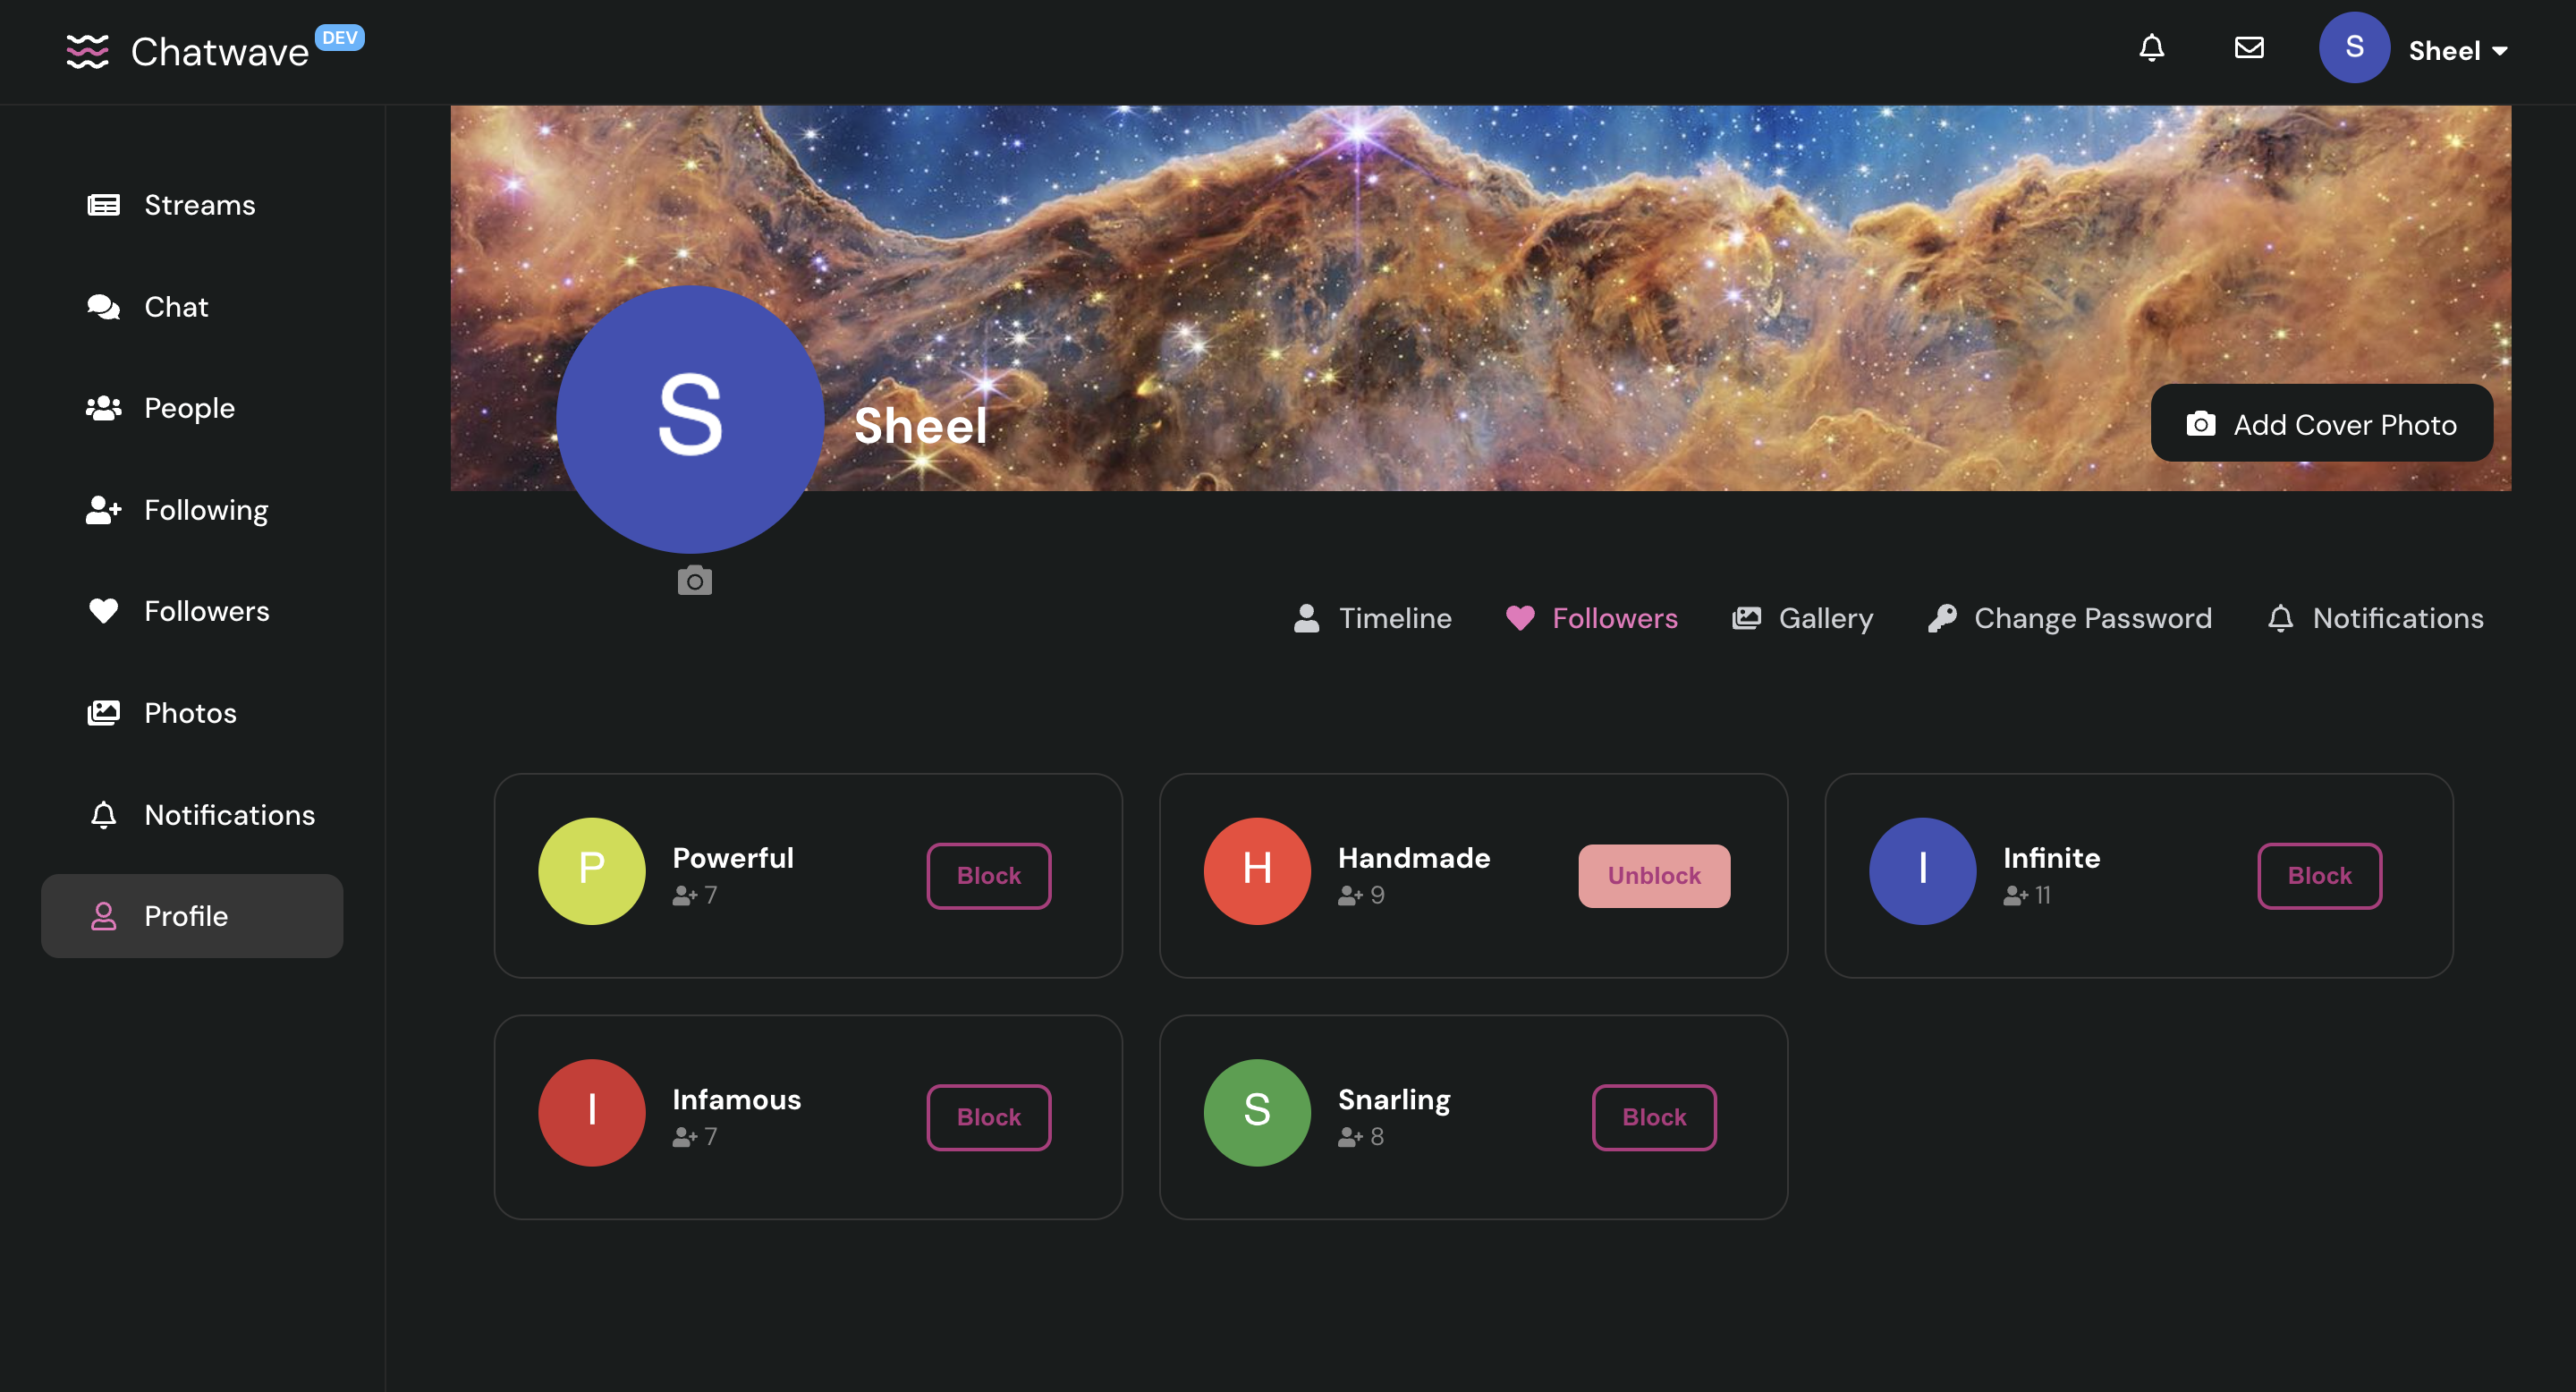 Chatwave DEV
S Sheel
Streams
Chat
People
Following
Followers
Photos
Notifications
Profile
S
Sheel
Add Cover Photo
Timeline Followers Gallery Change Password Notifications
P
Powerful
7
Block
H
Handmade
9
Unblock
I
Infinite
11
Block
I
Infamous
7
Block
S
Snarling
8
Block